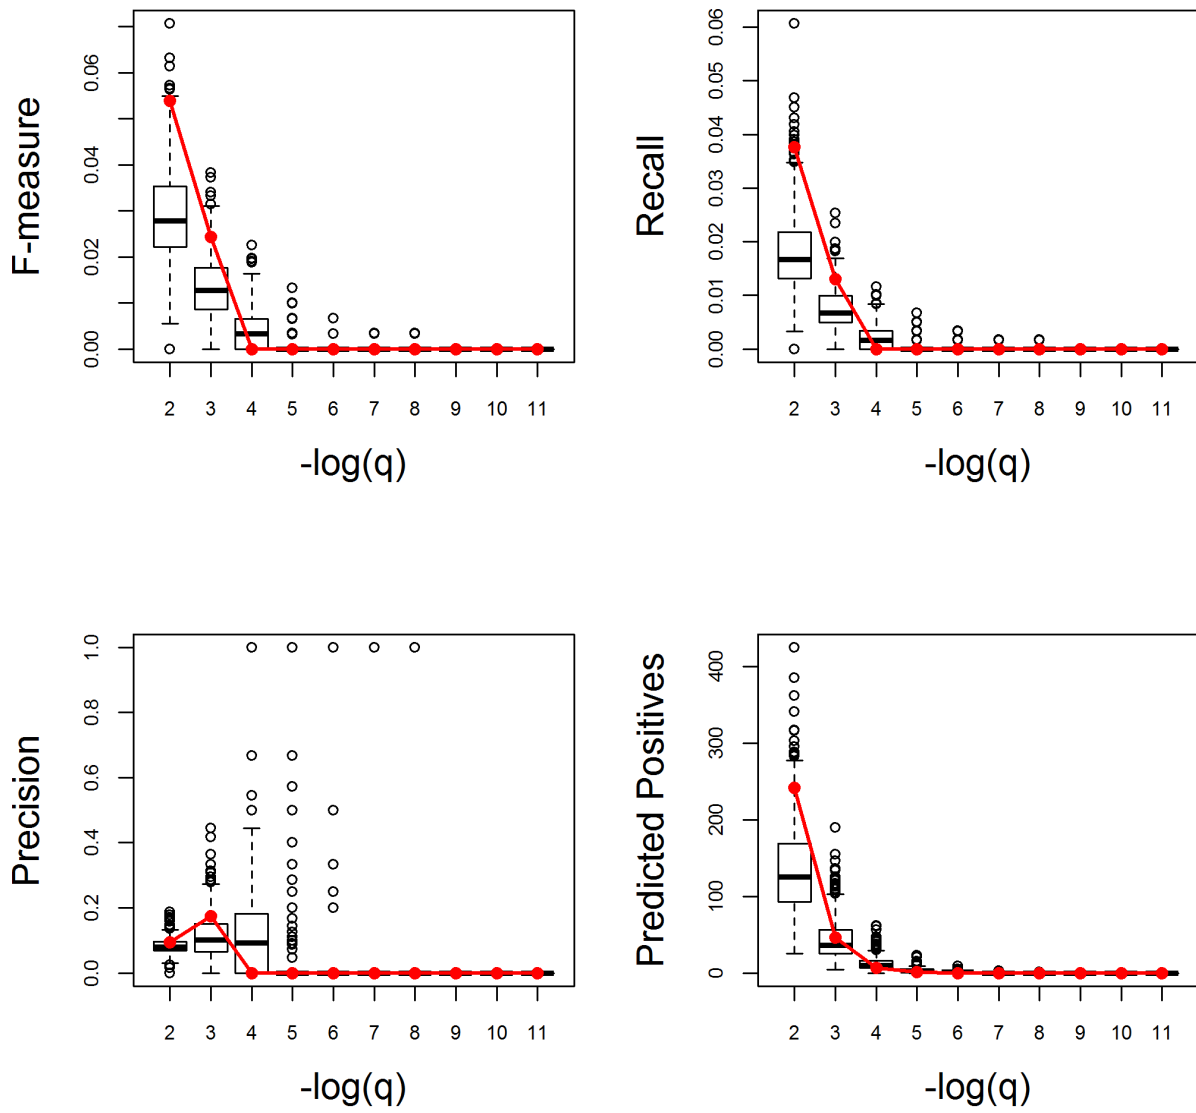 F-measure
0.06
0.04
0.02
0.00
2 3 4 5 6 7 8 9 10 11
-log(q)
Recall
0.06
0.05
0.04
0.03
0.02
0.01
0.00
2 3 4 5 6 7 8 9 10 11
-log(q)
Precision
1.0
0.8
0.6
0.4
0.2
0.0
2 3 4 5 6 7 8 9 10 11
-log(q)
Predicted Positives
400
300
200
100
0
2 3 4 5 6 7 8 9 10 11
-log(q)